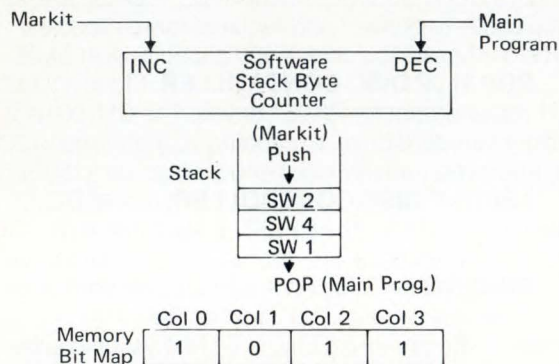 Markit
Main
Program
INC Software DEC
Stack Byte
Counter
(Markit)
Push
Stack
SW 2
SW 4
SW 1
POP (Main Prog.)
Col 0 Col 1 Col 2 Col 3
Memory
Bit Map
1 0 1 1